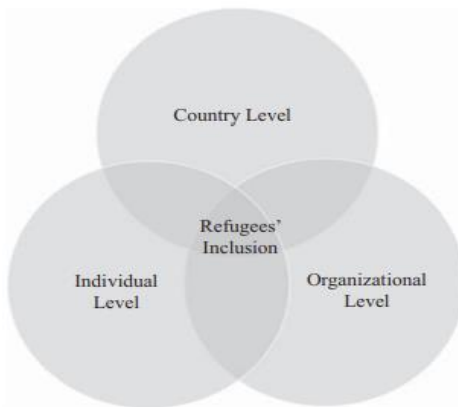 Country Level
Refugees’
Inclusion
Individual
Level
Organizational
Level